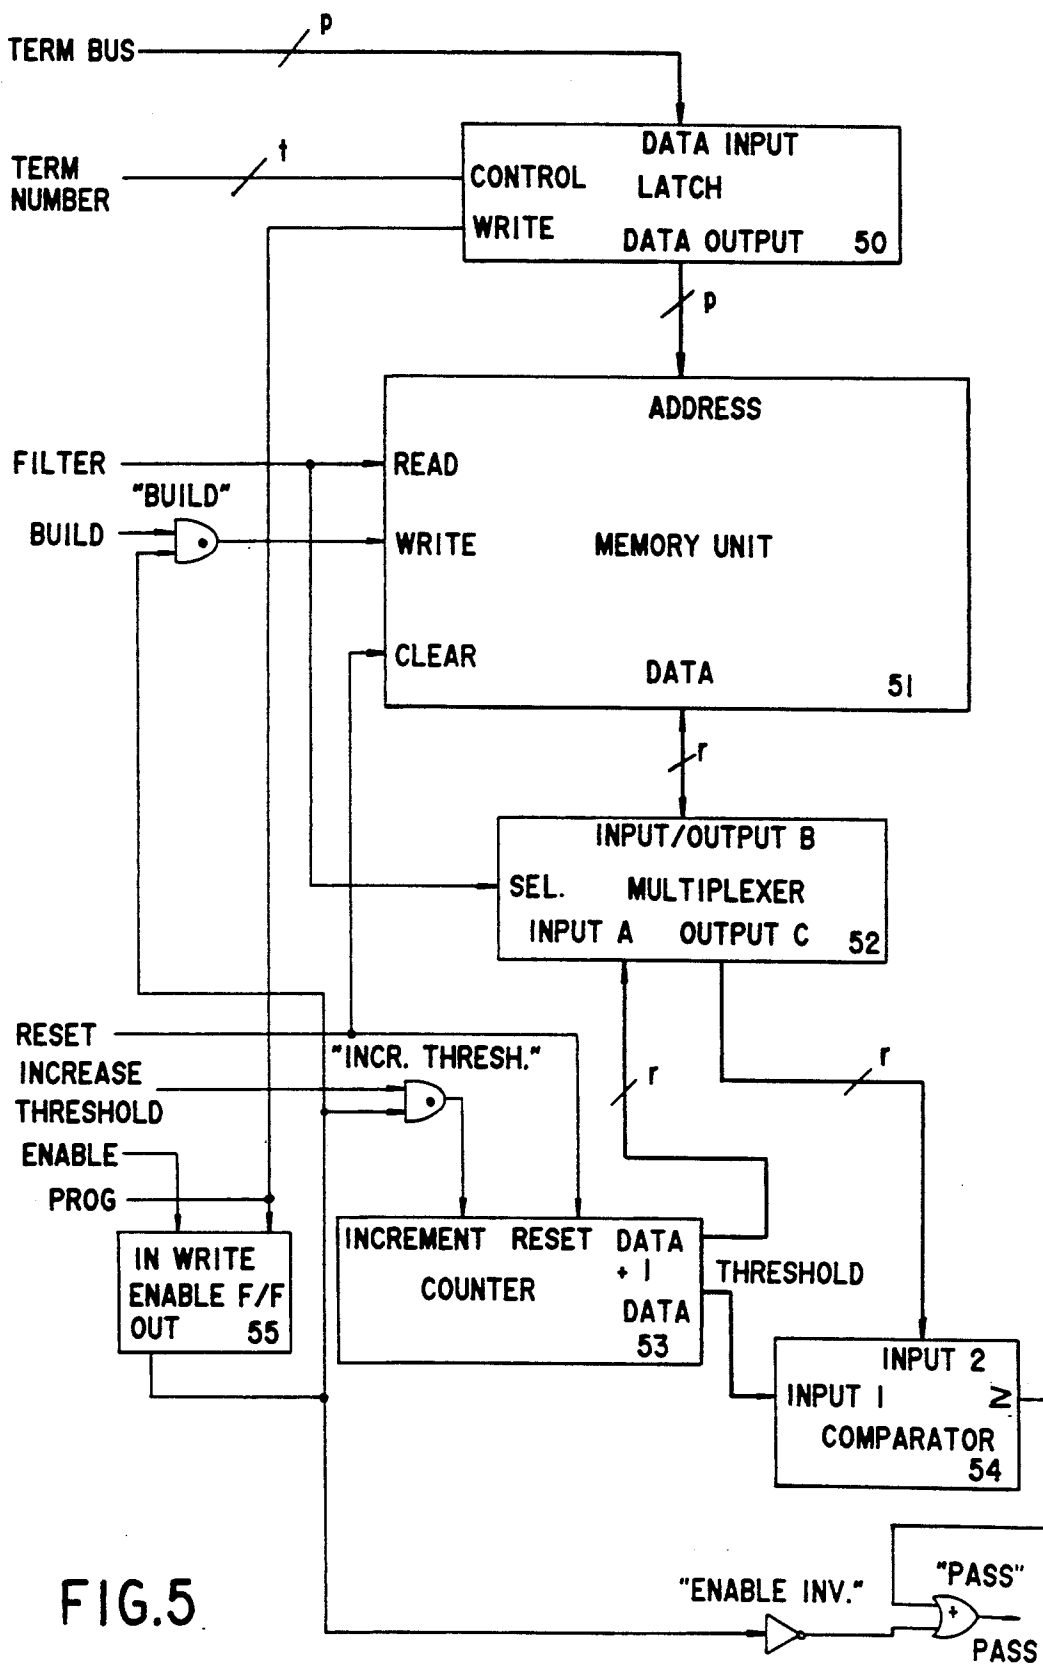 p
TERM BUS
t
TERM
NUMBER
DATA INPUT
CONTROL LATCH
WRITE DATA OUTPUT 50
p
ADDRESS
FILTER READ
"BUILD"
BUILD WRITE MEMORY UNIT
CLEAR DATA 51
r
INPUT/OUTPUT B
SEL. MULTIPLEXER
INPUT A OUTPUT C 52
RESET
"INCR. THRESH."
INCREASE
THRESHOLD
r
r
ENABLE
PROG
INCREMENT RESET DATA
+ 1
COUNTER
DATA
53
THRESHOLD
IN WRITE
ENABLE F/F
OUT 55
INPUT 2
INPUT 1 ≥
COMPARATOR
54
"ENABLE INV."
"PASS"
+
PASS
FIG.5